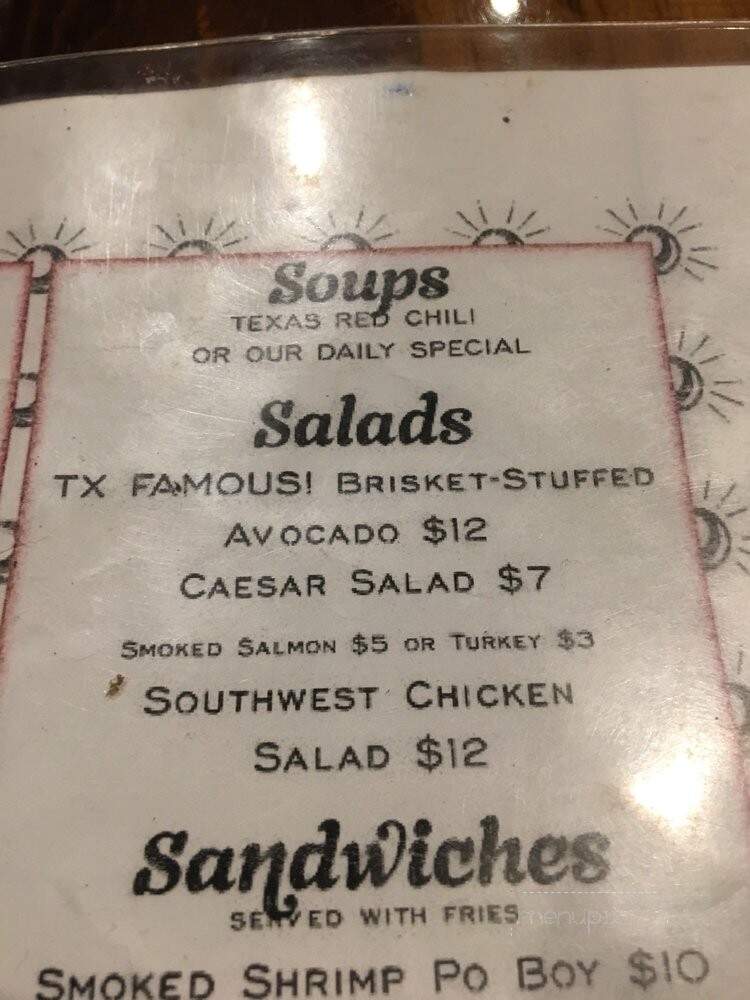 Soups
TEXAS RED CHILI
OR OUR DAILY SPECIAL
Salads
TX FAMOUS! BRISKET-STUFFED
AVOCADO $12
CAESAR SALAD $7
SMOKED SALMON $5 OR TURKEY $3
SOUTHWEST CHICKEN
SALAD $12
Sandwiches
SERVED WITH FRIES
SMOKED SHRIMP PO BOY $10